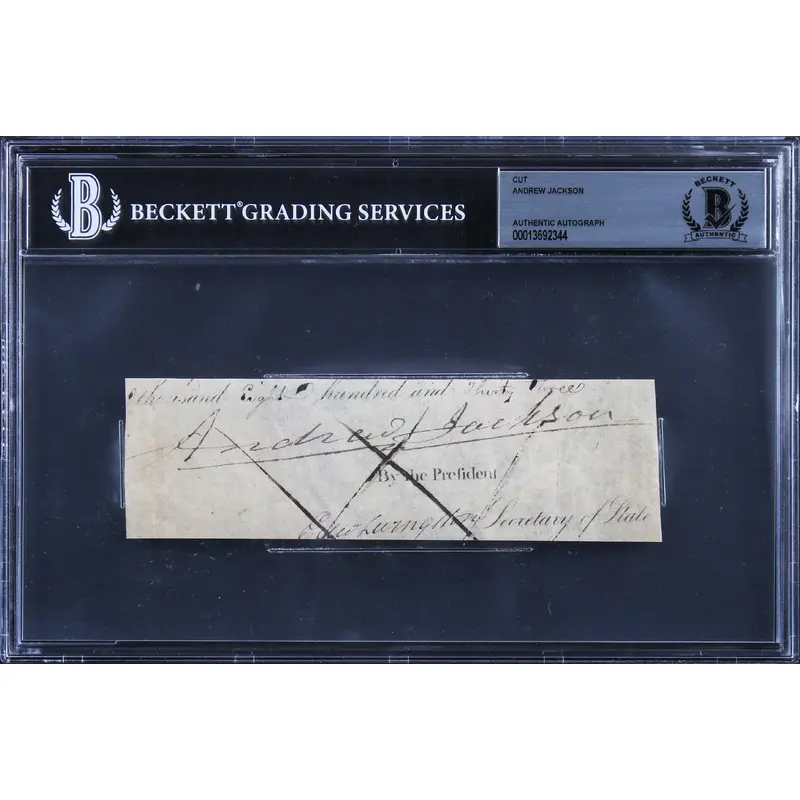 B
BECKETT® GRADING SERVICES
CUT
ANDREW JACKSON
AUTHENTIC AUTOGRAPH
00013692344
BECKETT
B
AUTHENTIC
thousand Eight hundred and Thirty Three
Andrew Jackson
By the Preſident
Edw Livingston Secretary of State